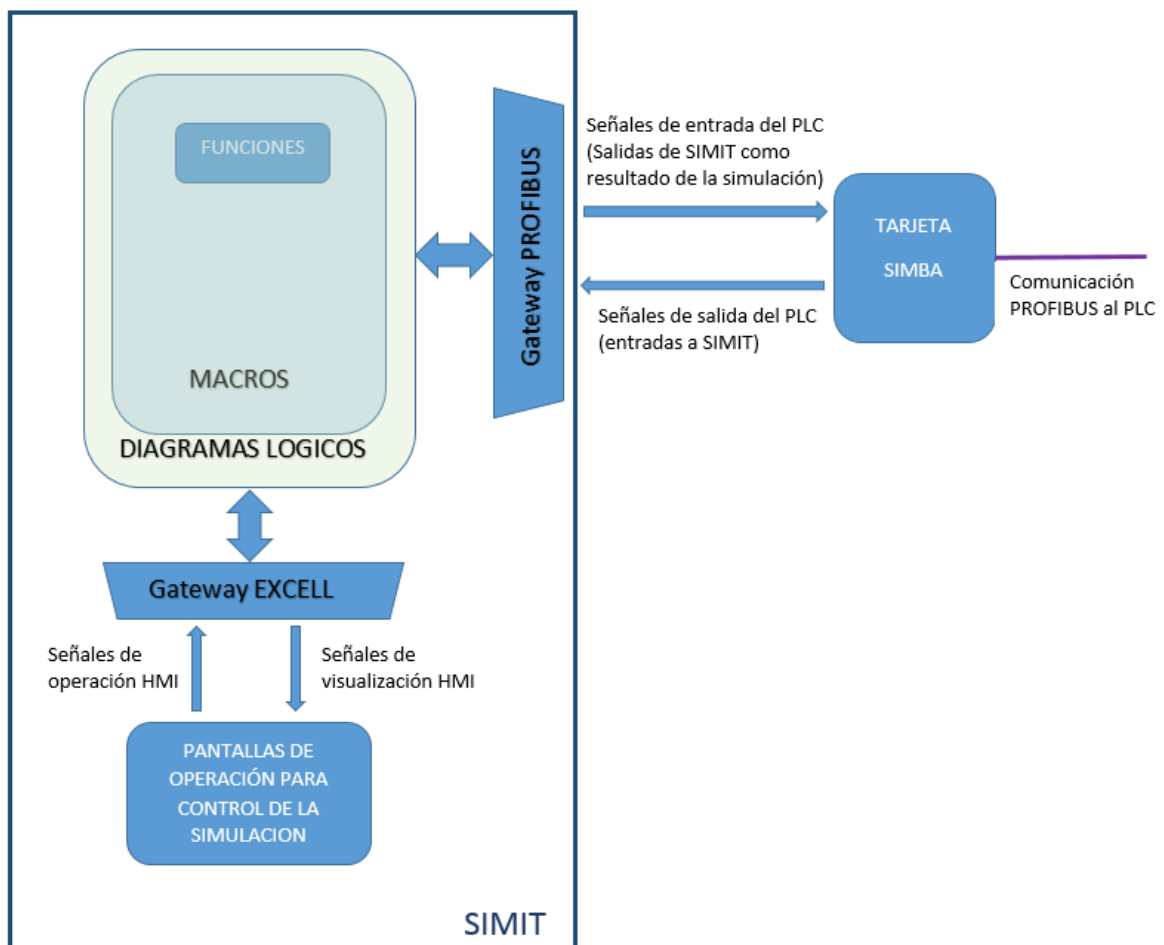 FUNCIONES
MACROS
DIAGRAMAS LOGICOS
Gateway PROFIBUS
Señales de entrada del PLC
(Salidas de SIMIT como
resultado de la simulación)
Señales de salida del PLC
(entradas a SIMIT)
TARJETA
SIMBA
Comunicación
PROFIBUS al PLC
Gateway EXCELL
Señales de
operación HMI
Señales de
visualización HMI
PANTALLAS DE
OPERACIÓN PARA
CONTROL DE LA
SIMULACION
SIMIT